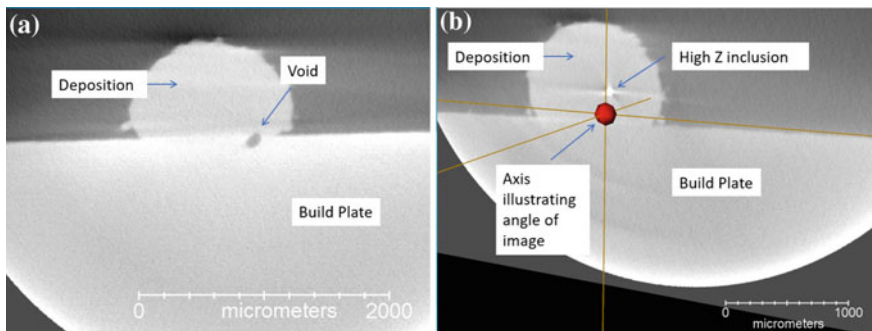 (a)
Deposition
Void
Build Plate
0 2000
micrometers
(b)
Deposition
High Z inclusion
Axis
illustrating
angle of
image
Build Plate
0 1000
micrometers